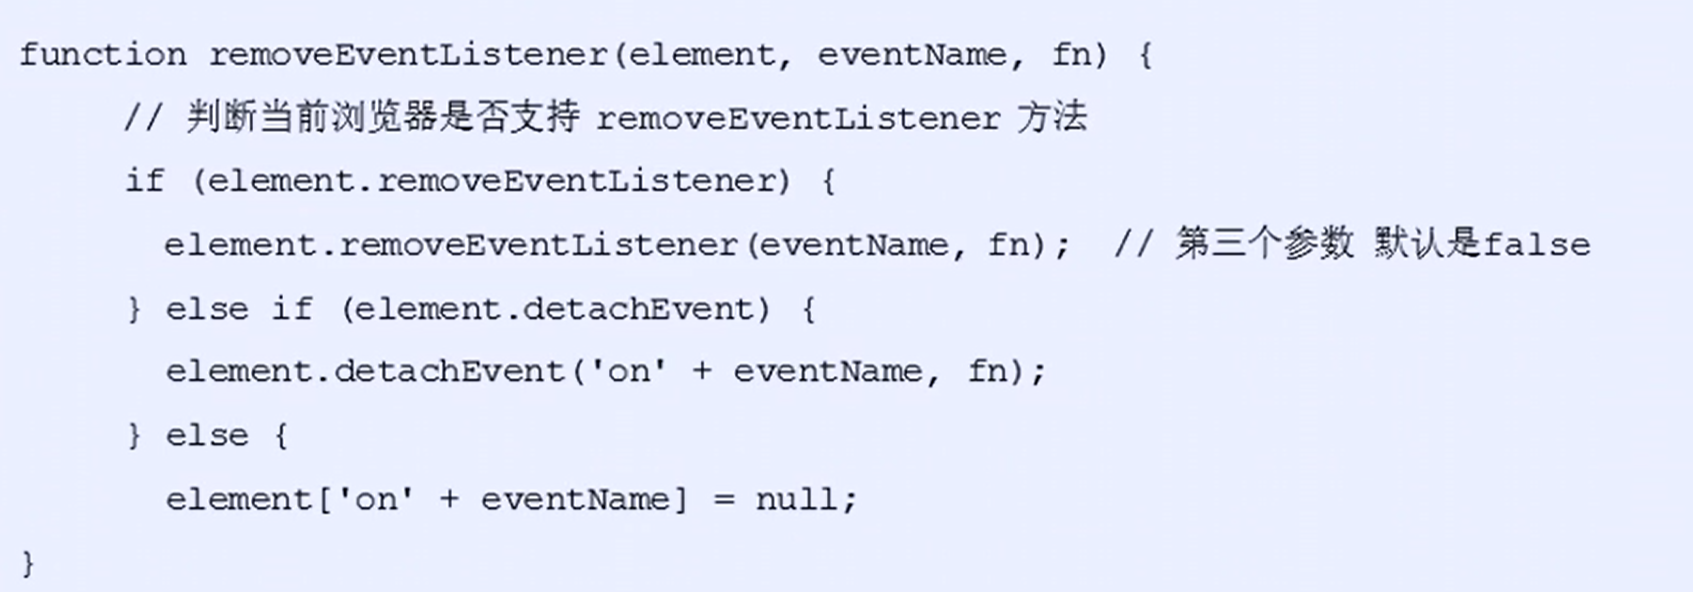 function removeEventListener(element, eventName, fn) {
// 判断当前浏览器是否支持 removeEventListener 方法
if (element.removeEventListener) {
element.removeEventListener(eventName, fn); // 第三个参数 默认是false
} else if (element.detachEvent) {
element.detachEvent('on' + eventName, fn);
} else {
element['on' + eventName] = null;
}